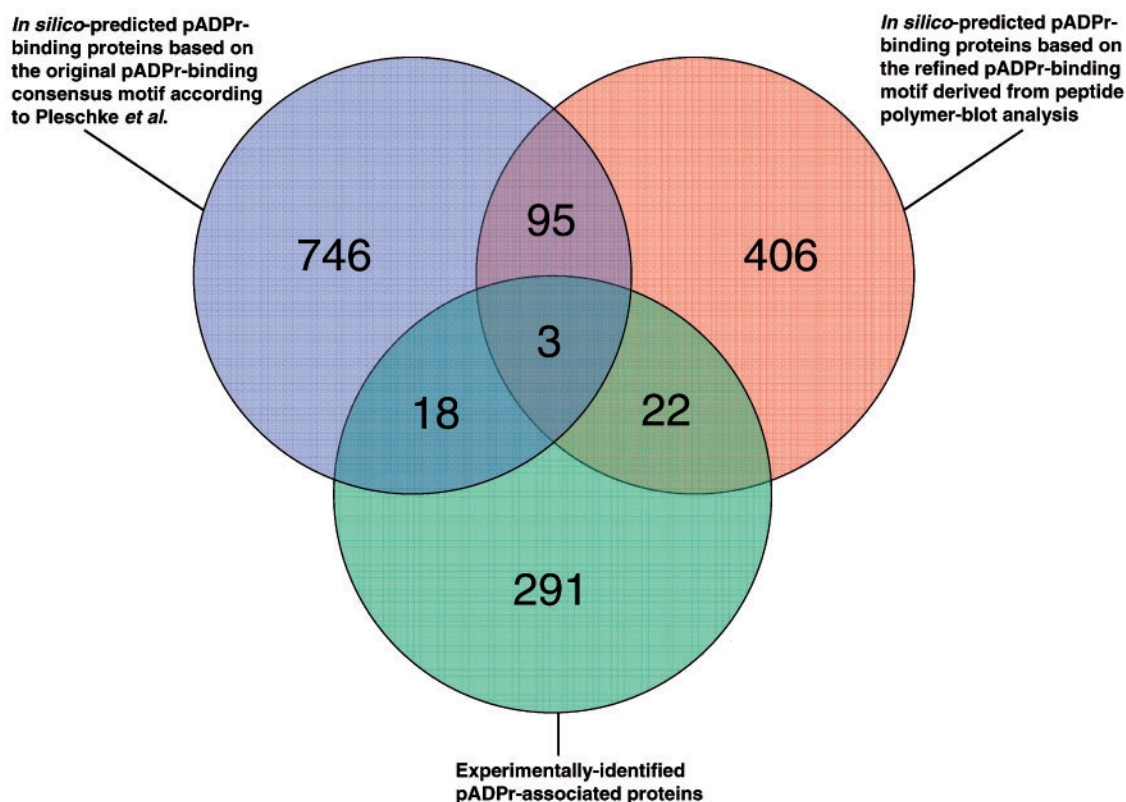 In silico-predicted pADPr-
binding proteins based on
the original pADPr-binding
consensus motif according
to Pleschke et al.
In silico-predicted pADPr-
binding proteins based on
the refined pADPr-binding
motif derived from peptide
polymer-blot analysis
95
746
406
3
18
22
291
Experimentally-identified
pADPr-associated proteins